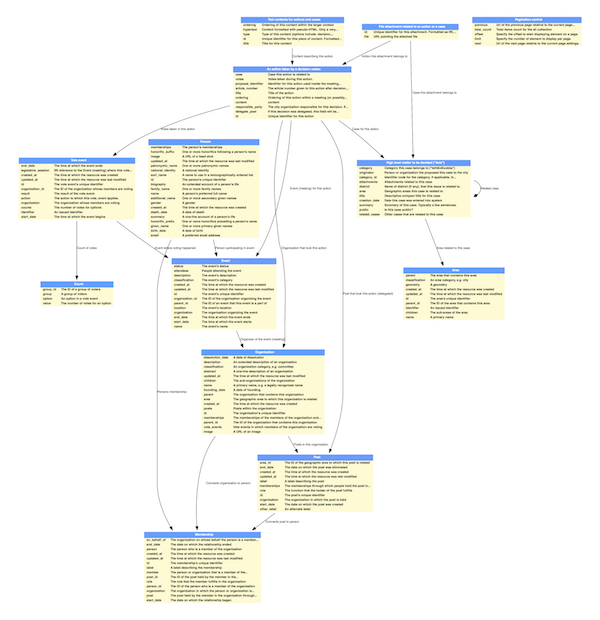 Text contents for actions and cases
ordering Ordering of this content within the larger content
hypertext Content formatted with pseudo-HTML. Only a very...
type Type of this content (options include: decision...
id Unique identifier for this piece of content. Formatted...
title Title for this content
File attachment related to an action or a case
id Unique identifier for this attachment. Formatted as ...
file URL pointing the attached file
Pagination control
previous Url of the previous page relative to the current page...
total_count Total items count for all the collection
offset Specify the offset to start displaying element on a page
limit Specify the number of element to display per page
next Url of the next page relative to the current page settings
Content describing the action
Action this attachment belongs to
Case this attachment belongs to
An action taken by a decision-maker
case Case this action is related to
votes Votes taken during this action
proposal_identifier Identifier for this action used inside the meeting...
article_number The article number given to this action after decision...
title Title of the action
ordering Ordering of this action within a meeting (or possibly...
content content
responsible_party The city organisation responsible for this decision. If...
delegate_post If this decision was delegated, this field will be...
id Unique identifier for this action
Votes taken in this action
Case for this action
Event (meeting) for the action
Organisation that took this action
Post that took this action (delegated)
Vote event
end_date The time at which the event ends
legislative_session
created_at The time at which the resource was created
updated_at The time at which the resource was last modified
id The vote event's unique identifier
organization_id The ID of the organization whose members are voting
result The result of the vote event
action The action to which this vote_event applies
organization The organization whose members are voting
counts The number of votes for options
identifier An issued identifier
start_date The time at which the event begins
Person
memberships The person's memberships
honorific_suffix One or more honorifics following a person's name
image A URL of a head shot
updated_at The time at which the resource was last modified
patronymic_name One or more patronymic names
national_identity A national identity
sort_name A name to use in a lexicographically ordered list
id The person's unique identifier
biography An extended account of a person's life
family_name One or more family names
name A person's preferred full name
additional_name One or more secondary given names
gender A gender
created_at The time at which the resource was created
death_date A date of death
summary A one-line account of a person's life
honorific_prefix One or more honorifics preceding a person's name
given_name One or more primary given names
birth_date A date of birth
email A preferred email address
category
originator
category_id
attachments Attachments related to this case
district
area Geographic areas this case is related to
title Descriptive compact title for this case
id
creation_date Date this case was entered into system
summary Summary of this case. Typically a few sentences
public Is this case public?
related_cases Other cases that are related to this case
Related case
Area related to this case
Count of votes
Event where voting happened
Person participating in event
Count
group_id The ID of a group of voters
group A group of voters
option An option in a vote event
value The number of votes for an option
Event
status The event's status
attendees People attending the event
description The event's description
classification The event's category
created_at The time at which the resource was created
updated_at The time at which the resource was last modified
id The event's unique identifier
organization_id The ID of the organization organizing the event
parent_id The ID of an event that this event is a part of
location The event's location
organization The organization organizing the event
end_date The time at which the event ends
start_date The time at which the event starts
name The event's name
Area
parent The area that contains this area
classification An area category, e.g. city
geometry A geometry
created_at The time at which the resource was created
updated_at The time at which the resource was last modified
id The area's unique identifier
parent_id The ID of the area that contains this area
identifier An issued identifier
children The sub-areas of the area
name A primary name
Organiser of the event (meeting)
Organization
dissolution_date A date of dissolution
description An extended description of an organization
classification An organization category, e.g. committee
abstract A one-line description of an organization
updated_at The time at which the resource was last modified
children The sub-organizations of the organization
name A primary name, e.g. a legally recognized name
founding_date A date of founding
parent The organization that contains this organization
area The geographic area to which this organization is related
created_at The time at which the resource was created
posts Posts within the organization
id The organization's unique identifier
memberships The memberships of the members of the organization and...
parent_id The ID of the organization that contains this organization
vote_events Vote events in which members of the organization are voting
image A URL of an image
Person's membership
Posts in this organisation
Connects organisation to person
Post
area_id The ID of the geographic area to which this post is related
end_date The date on which the post was eliminated
created_at The time at which the resource was created
updated_at The time at which the resource was last modified
label A label describing the post
memberships The memberships through which people hold the post in...
role The function that the holder of the post fulfills
id The post's unique identifier
organization The organization in which the post is held
start_date The date on which the post was created
other_label An alternate label
Connects post to person
Membership
on_behalf_of The organization on whose behalf the person is a member...
end_date The date on which the relationship ended
person The person who is a member of the organization
created_at The time at which the resource was created
updated_at The time at which the resource was last modified
id The membership's unique identifier
label A label describing the membership
member The person or organization that is a member of the...
post_id The ID of the post held by the member in the...
role The role that the member fulfills in the organization
person_id The ID of the person who is a member of the organization
organization The organization in which the person or organization is...
post The post held by the member in the organization through...
start_date The date on which the relationship began